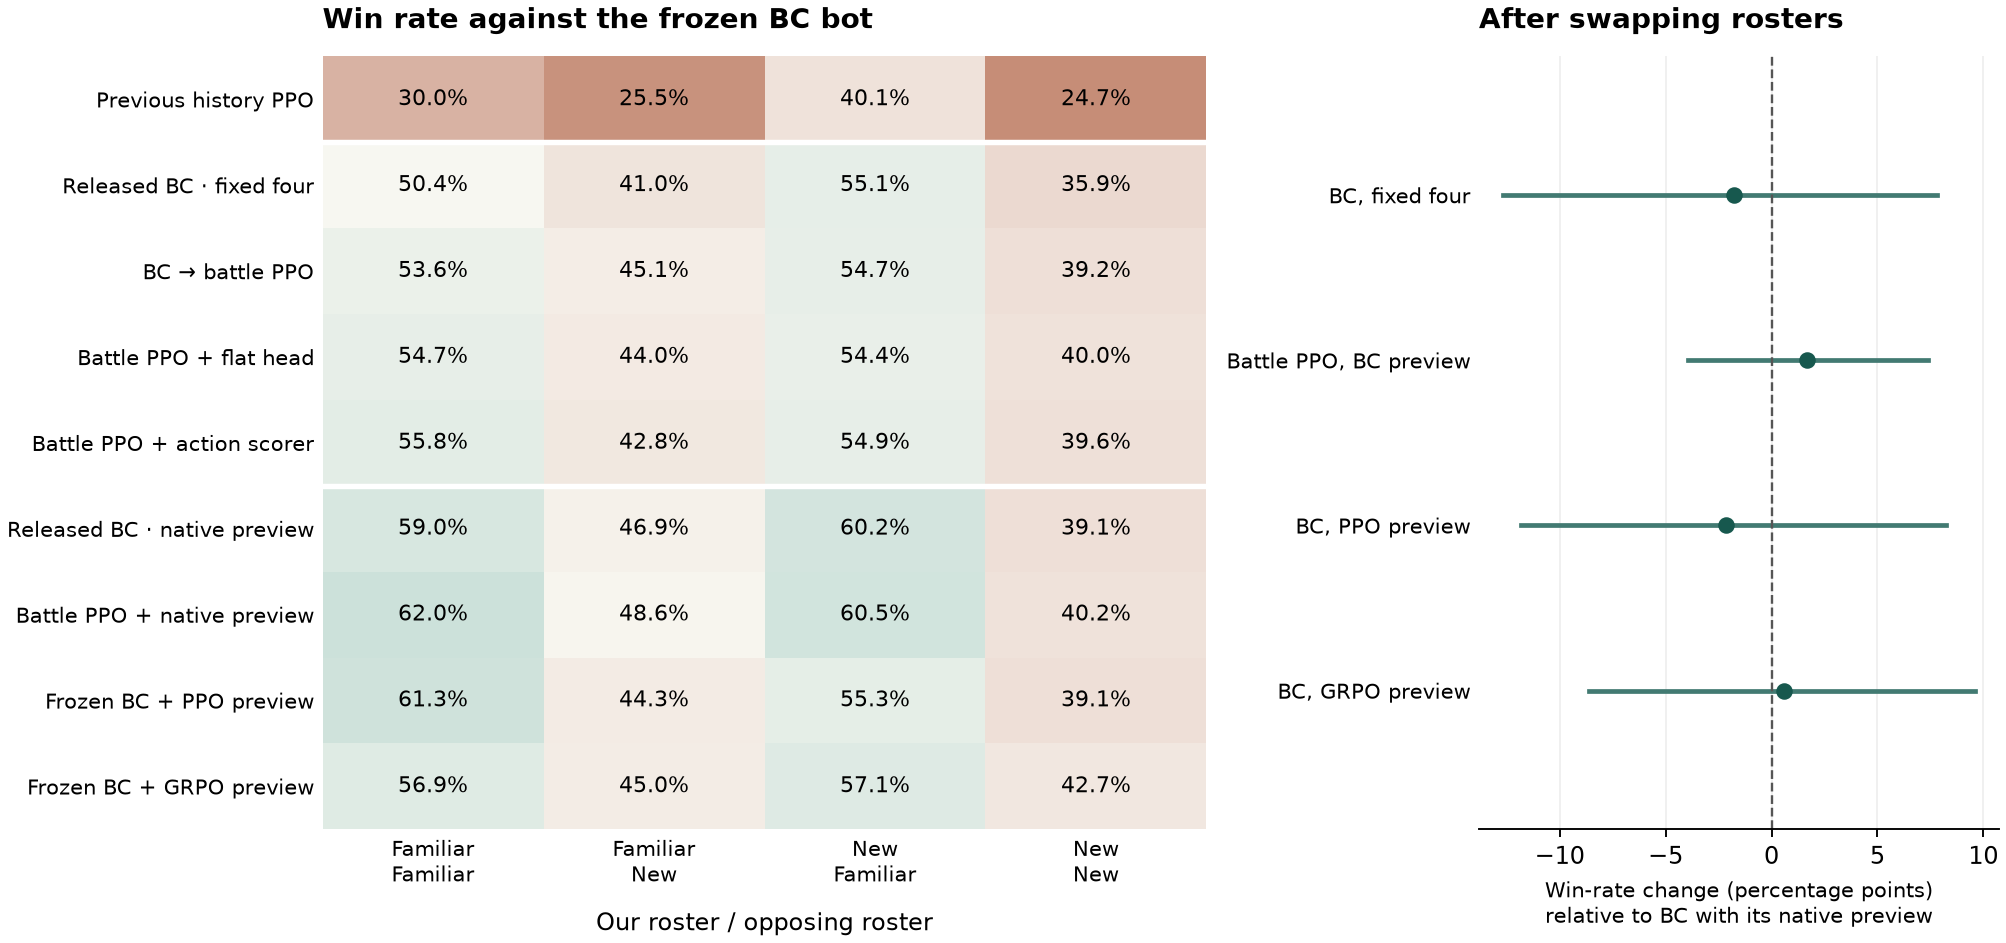 Win rate against the frozen BC bot
Previous history PPO 30.0% 25.5% 40.1% 24.7%
Released BC · fixed four 50.4% 41.0% 55.1% 35.9%
BC → battle PPO 53.6% 45.1% 54.7% 39.2%
Battle PPO + flat head 54.7% 44.0% 54.4% 40.0%
Battle PPO + action scorer 55.8% 42.8% 54.9% 39.6%
Released BC · native preview 59.0% 46.9% 60.2% 39.1%
Battle PPO + native preview 62.0% 48.6% 60.5% 40.2%
Frozen BC + PPO preview 61.3% 44.3% 55.3% 39.1%
Frozen BC + GRPO preview 56.9% 45.0% 57.1% 42.7%
Familiar Familiar New New
Familiar New Familiar New
Our roster / opposing roster
After swapping rosters
BC, fixed four
Battle PPO, BC preview
BC, PPO preview
BC, GRPO preview
−10 −5 0 5 10
Win-rate change (percentage points)
relative to BC with its native preview